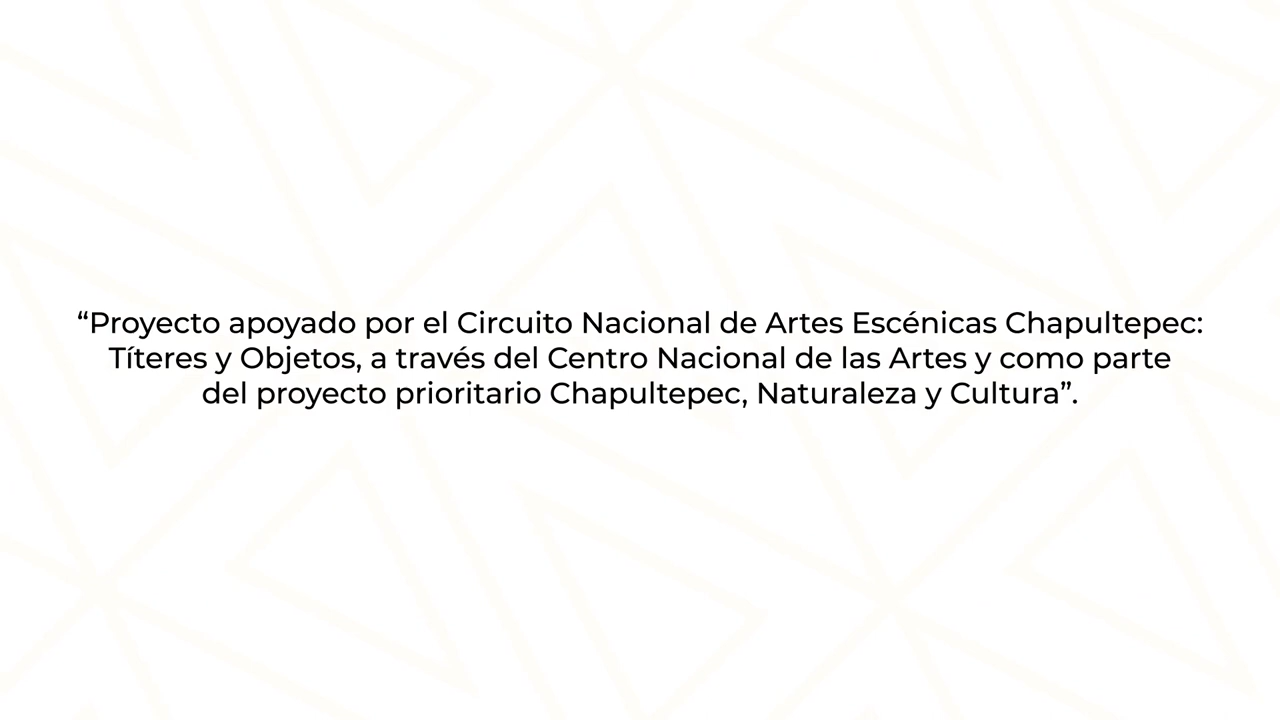 “Proyecto apoyado por el Circuito Nacional de Artes Escénicas Chapultepec:
Títeres y Objetos, a través del Centro Nacional de las Artes y como parte
del proyecto prioritario Chapultepec, Naturaleza y Cultura”.